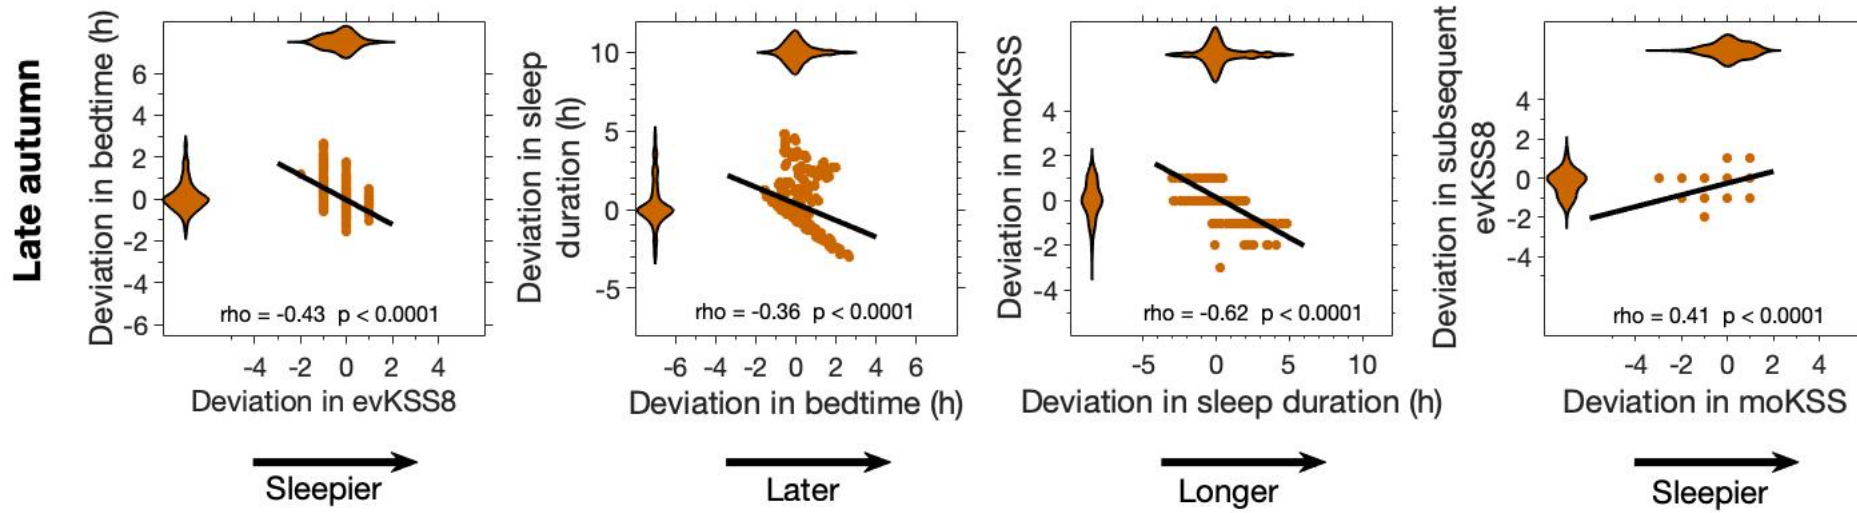 Late autumn
Deviation in bedtime (h)
6
4
2
0
-2
-4
-6
rho = -0.43 p < 0.0001
-4 -2 0 2 4
Deviation in evKSS8
Sleepier
Deviation in sleep
duration (h)
10
5
0
-5
rho = -0.36 p < 0.0001
-6 -4 -2 0 2 4 6
Deviation in bedtime (h)
Later
Deviation in moKSS
4
2
0
-2
-4
rho = -0.62 p < 0.0001
-5 0 5 10
Deviation in sleep duration (h)
Longer
Deviation in subsequent
evKSS8
4
2
0
-2
-4
rho = 0.41 p < 0.0001
-4 -2 0 2 4
Deviation in moKSS
Sleepier